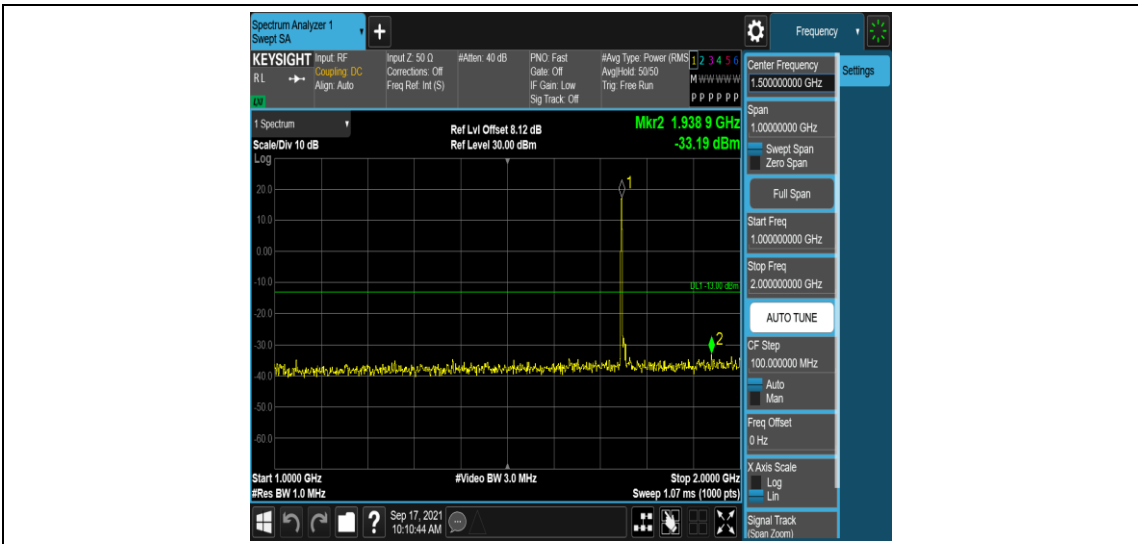 Spectrum Analyzer 1
Swept SA
+
Frequency
KEYSIGHT
RL
LXI
Input: RF
Coupling: DC
Align: Auto
Input Z: 50 Ω
Corrections: Off
Freq Ref: Int (S)
#Atten: 40 dB
PNO: Fast
Gate: Off
IF Gain: Low
Sig Track: Off
#Avg Type: Power (RMS
Avg|Hold: 50/50
Trig: Free Run
1 2 3 4 5 6
M W W W W W
P P P P P P
Center Frequency
1.500000000 GHz
Settings
1 Spectrum
Scale/Div 10 dB
Log
Ref Lvl Offset 8.12 dB
Ref Level 30.00 dBm
Mkr2 1.938 9 GHz
-33.19 dBm
Span
1.00000000 GHz
Swept Span
Zero Span
Full Span
Start Freq
1.000000000 GHz
Stop Freq
2.000000000 GHz
AUTO TUNE
CF Step
100.000000 MHz
Auto
Man
Freq Offset
0 Hz
X Axis Scale
Log
Lin
Signal Track
(Span Zoom)
20.0
10.0
0.00
-10.0
-20.0
-30.0
-40.0
-50.0
-60.0
1
DL1 -13.00 dBm
2
Start 1.0000 GHz
#Res BW 1.0 MHz
#Video BW 3.0 MHz
Stop 2.0000 GHz
Sweep 1.07 ms (1000 pts)
?
Sep 17, 2021
10:10:44 AM